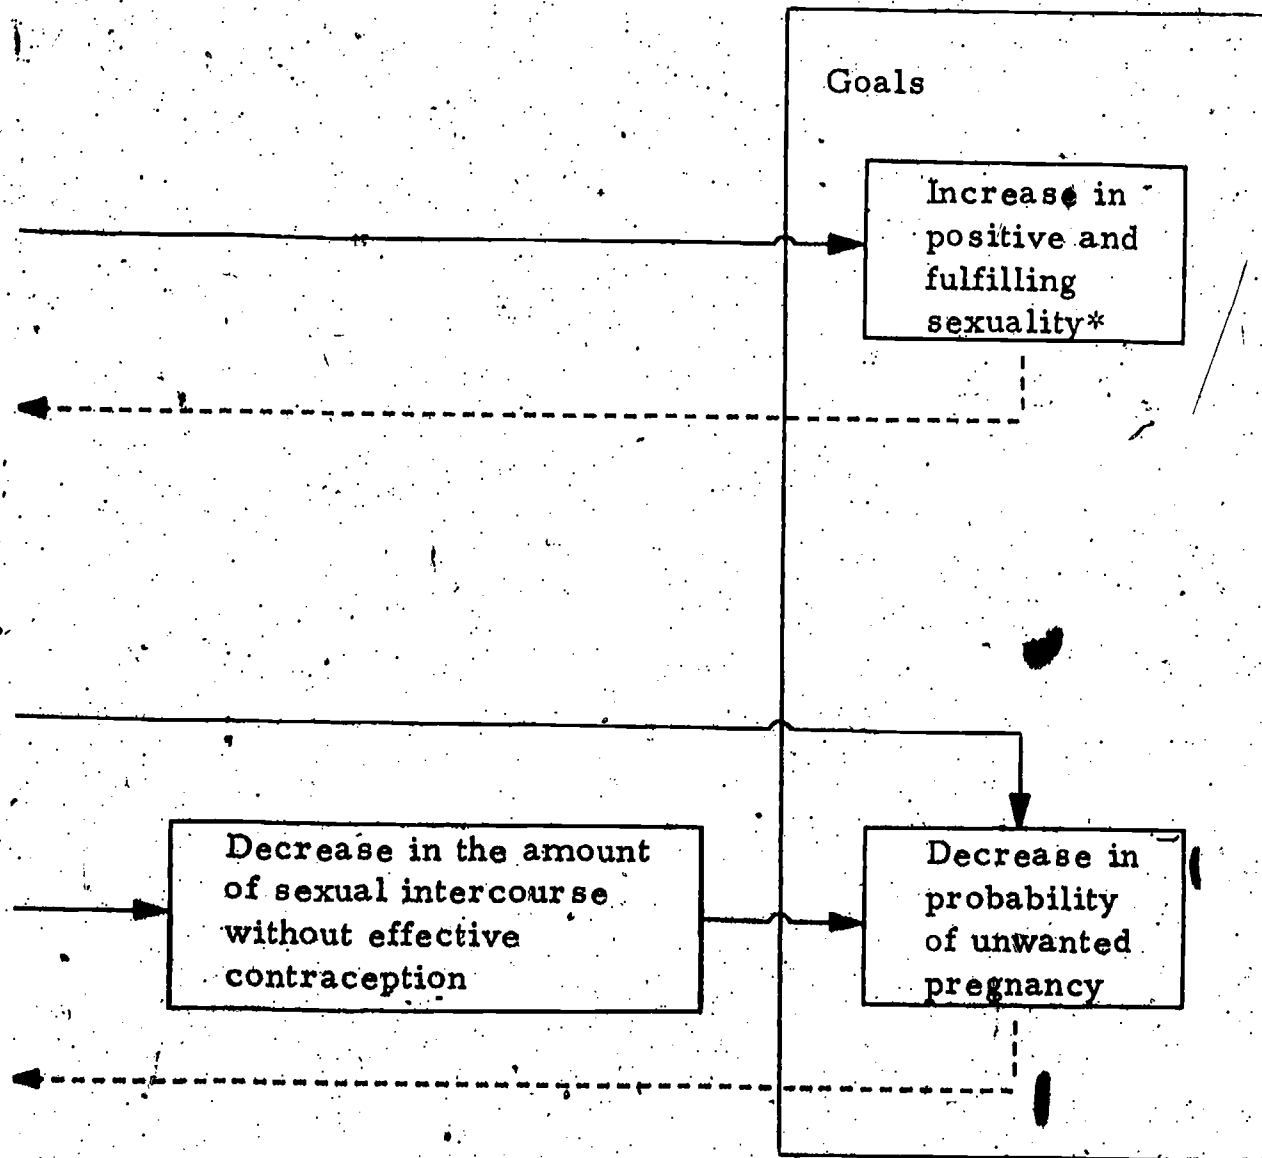 Goals
Increase in
positive and
fulfilling
sexuality*
Decrease in the amount
of sexual intercourse
without effective
contraception
Decrease in
probability
of unwanted
pregnancy